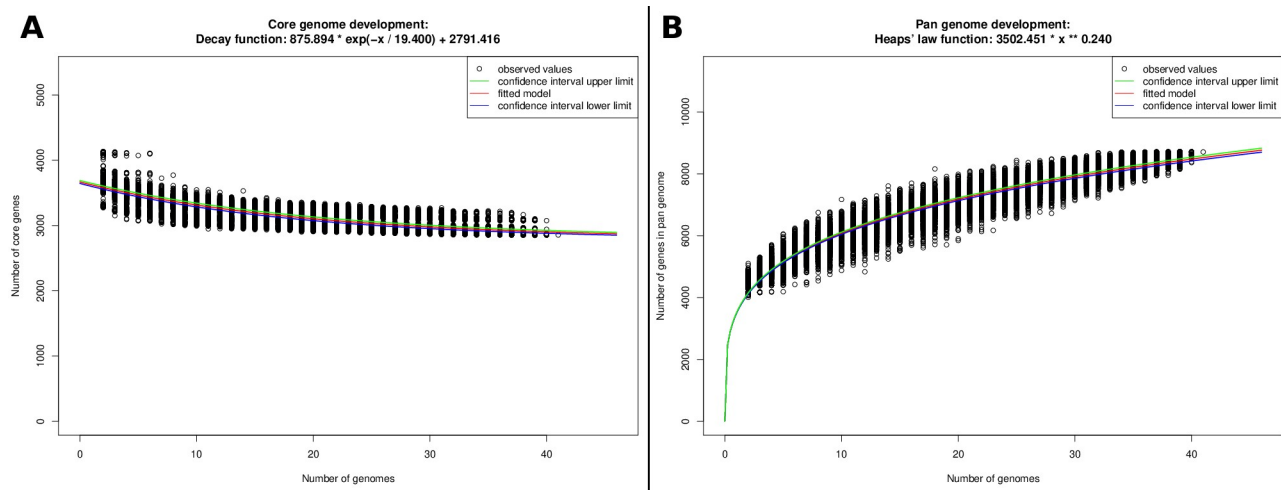 A
Core genome development:
Decay function: 875.894 * exp(−x / 19.400) + 2791.416
observed values
confidence interval upper limit
fitted model
confidence interval lower limit
Number of core genes
5000
4000
3000
2000
1000
0
0 10 20 30 40
Number of genomes
B
Pan genome development:
Heaps' law function: 3502.451 * x ** 0.240
observed values
confidence interval upper limit
fitted model
confidence interval lower limit
Number of genes in pan genome
10000
8000
6000
4000
2000
0
0 10 20 30 40
Number of genomes